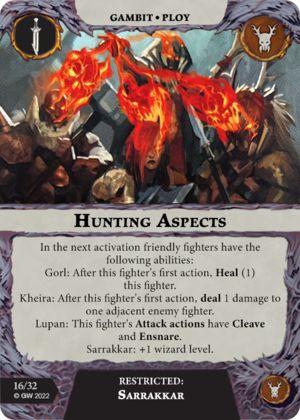 GAMBIT • PLOY
HUNTING ASPECTS
In the next activation friendly fighters have the
following abilities:
Gorl: After this fighter's first action, Heal (1)
this fighter.
Kheira: After this fighter's first action, deal 1 damage to
one adjacent enemy fighter.
Lupan: This fighter's Attack actions have Cleave
and Ensnare.
Sarrakkar: +1 wizard level.
16/32
© GW 2022
RESTRICTED:
SARRAKKAR